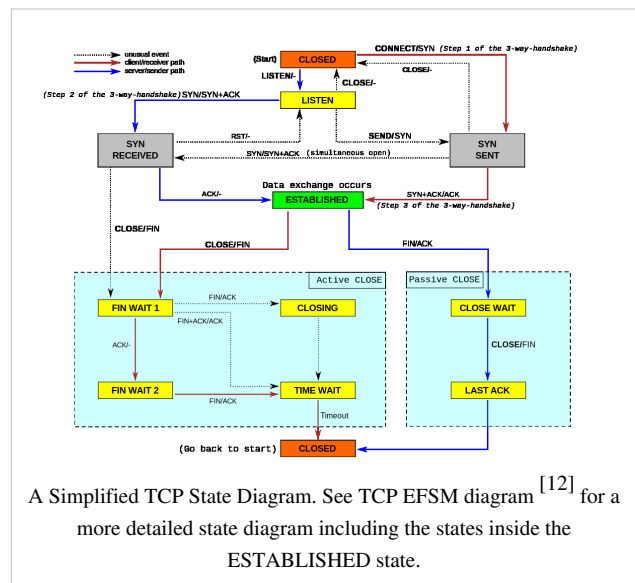 unusual event
client/receiver path
server/sender path
(Start)
CLOSED
CONNECT/SYN (Step 1 of the 3-way-handshake)
LISTEN/-
CLOSE/-
CLOSE/-
(Step 2 of the 3-way-handshake) SYN/SYN+ACK
LISTEN
RST/-
SEND/SYN
SYN
RECEIVED
SYN/SYN+ACK (simultaneous open)
SYN
SENT
Data exchange occurs
ACK/-
ESTABLISHED
SYN+ACK/ACK
(Step 3 of the 3-way-handshake)
CLOSE/FIN
CLOSE/FIN
FIN/ACK
Active CLOSE
Passive CLOSE
FIN WAIT 1
FIN/ACK
CLOSING
CLOSE WAIT
FIN+ACK/ACK
ACK/-
CLOSE/FIN
FIN WAIT 2
FIN/ACK
TIME WAIT
LAST ACK
Timeout
(Go back to start)
CLOSED
A Simplified TCP State Diagram. See TCP EFSM diagram [12] for a
more detailed state diagram including the states inside the
ESTABLISHED state.